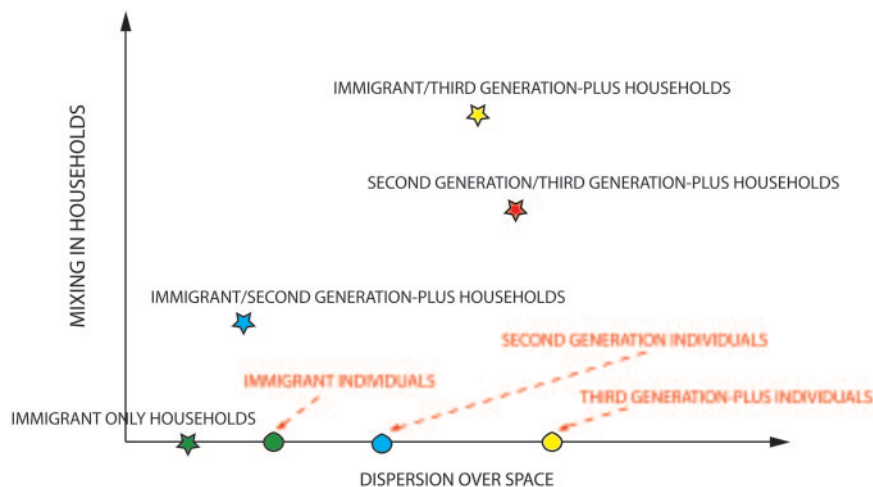 IMMIGRANT/THIRD GENERATION-PLUS HOUSEHOLDS
SECOND GENERATION/THIRD GENERATION-PLUS HOUSEHOLDS
MIXING IN HOUSEHOLDS
IMMIGRANT/SECOND GENERATION-PLUS HOUSEHOLDS
SECOND GENERATION INDIVIDUALS
IMMIGRANT INDIVIDUALS
THIRD GENERATION-PLUS INDIVIDUALS
IMMIGRANT ONLY HOUSEHOLDS
DISPERSION OVER SPACE